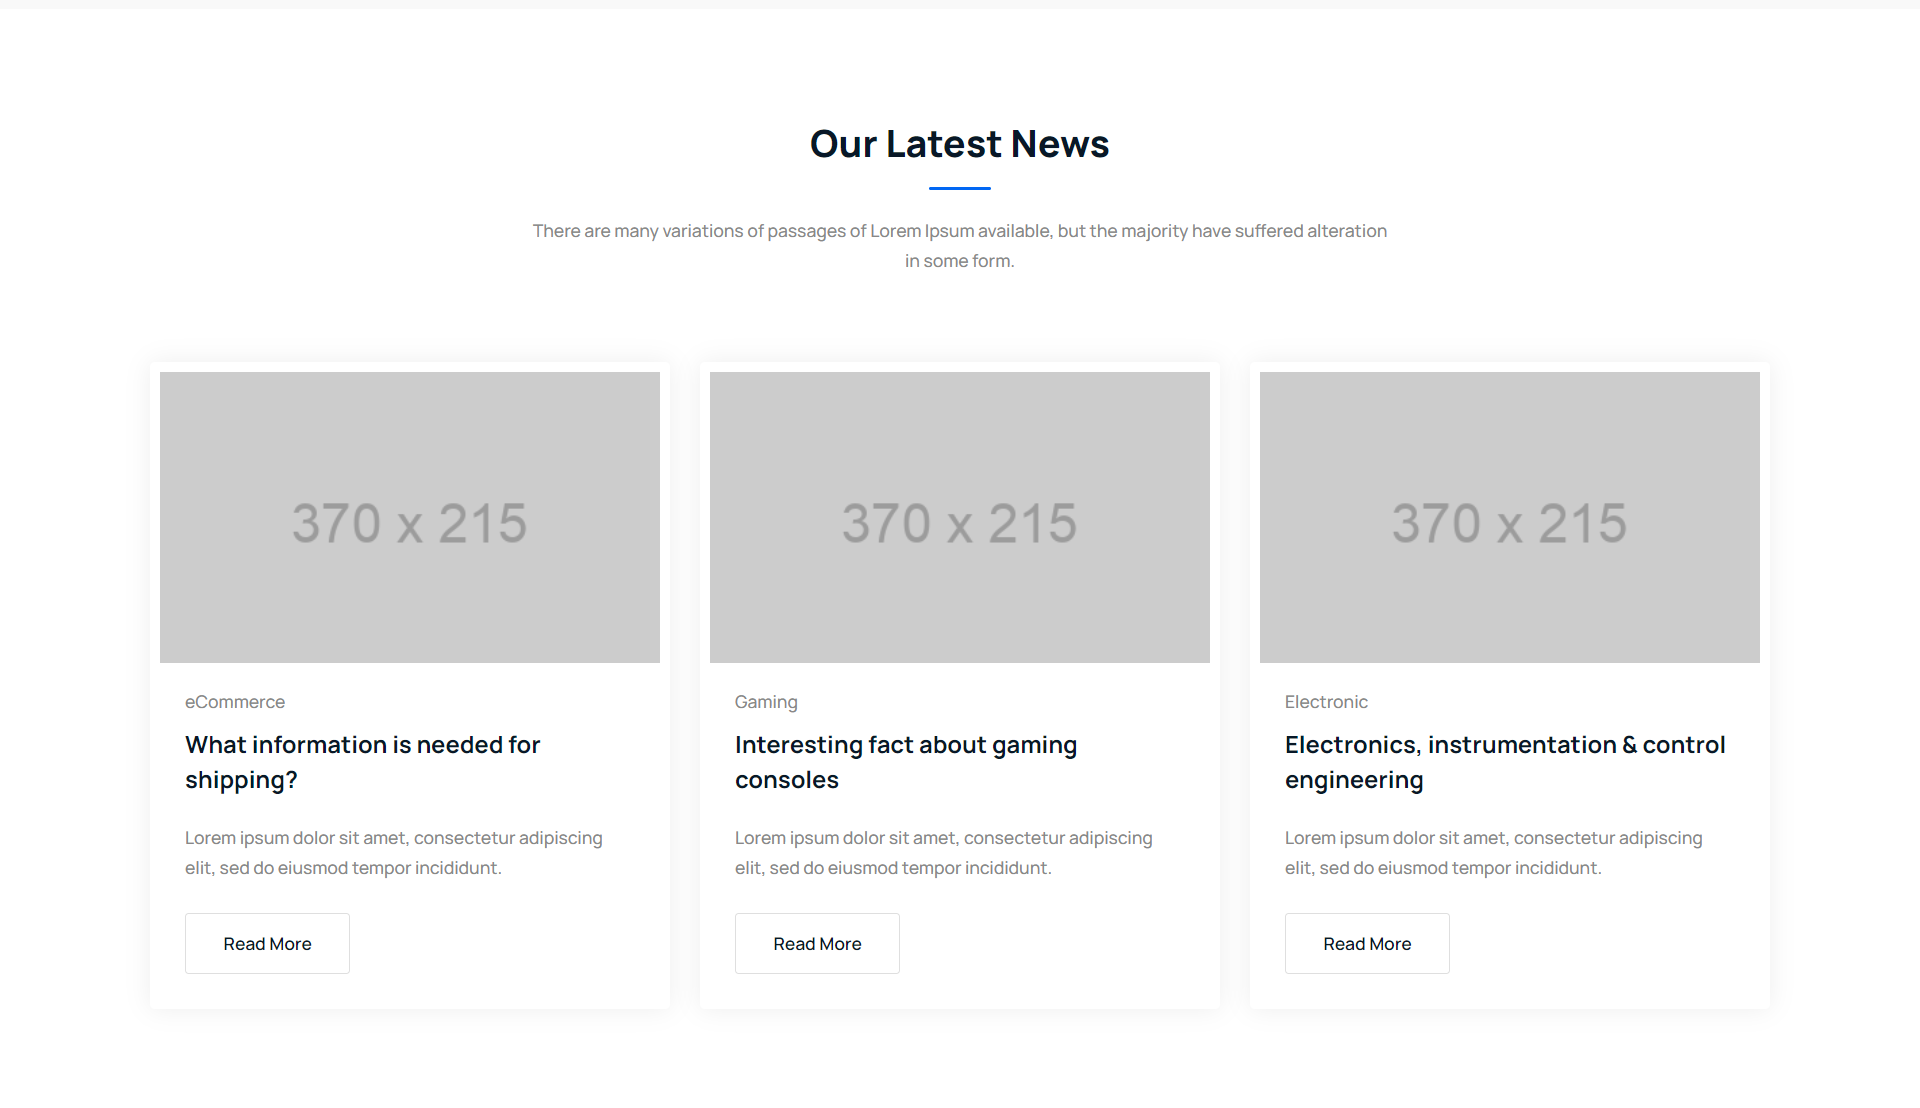 Our Latest News
There are many variations of passages of Lorem Ipsum available, but the majority have suffered alteration
in some form.
370 x 215
eCommerce
What information is needed for
shipping?
Lorem ipsum dolor sit amet, consectetur adipiscing
elit, sed do eiusmod tempor incididunt.
Read More
370 x 215
Gaming
Interesting fact about gaming
consoles
Lorem ipsum dolor sit amet, consectetur adipiscing
elit, sed do eiusmod tempor incididunt.
Read More
370 x 215
Electronic
Electronics, instrumentation & control
engineering
Lorem ipsum dolor sit amet, consectetur adipiscing
elit, sed do eiusmod tempor incididunt.
Read More